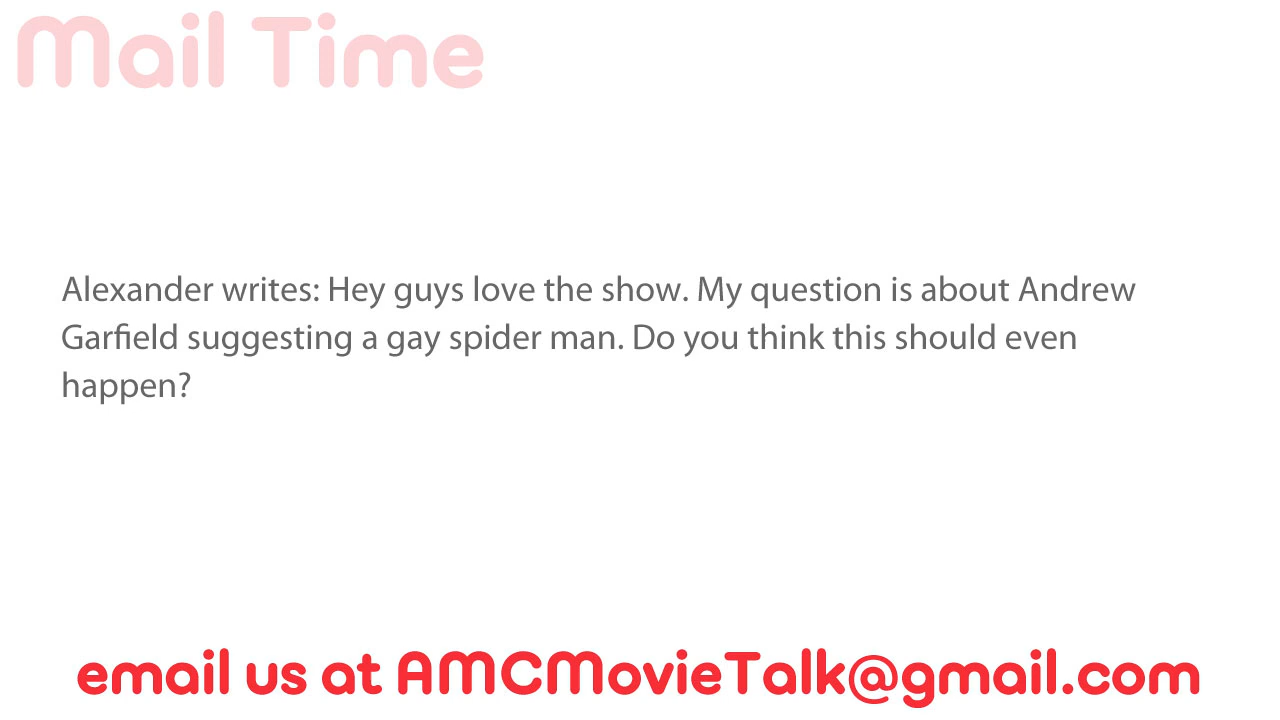 Mail Time
Alexander writes: Hey guys love the show. My question is about Andrew
Garfield suggesting a gay spider man. Do you think this should even
happen?
email us at AMCMovieTalk@gmail.com